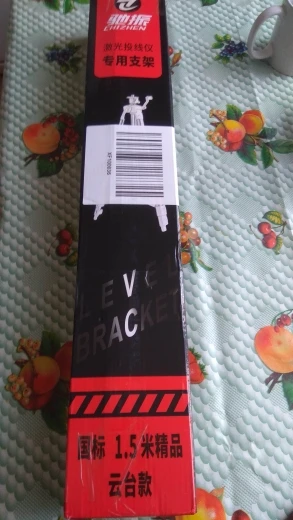 驰振
CHIZHEN
激光投线仪
专用支架
LEVEL
BRACKET
国标 1.5米精品
云台款